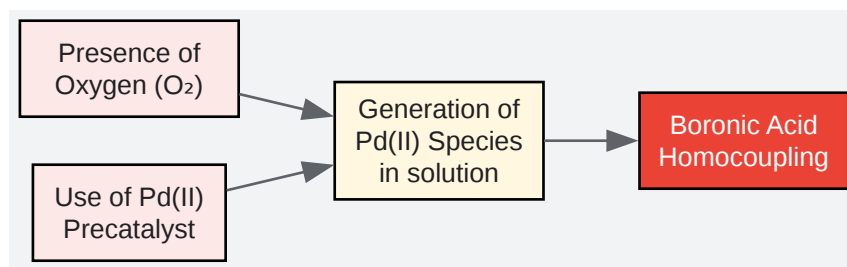 Presence of
Oxygen (O₂)
Use of Pd(II)
Precatalyst
Generation of
Pd(II) Species
in solution
Boronic Acid
Homocoupling